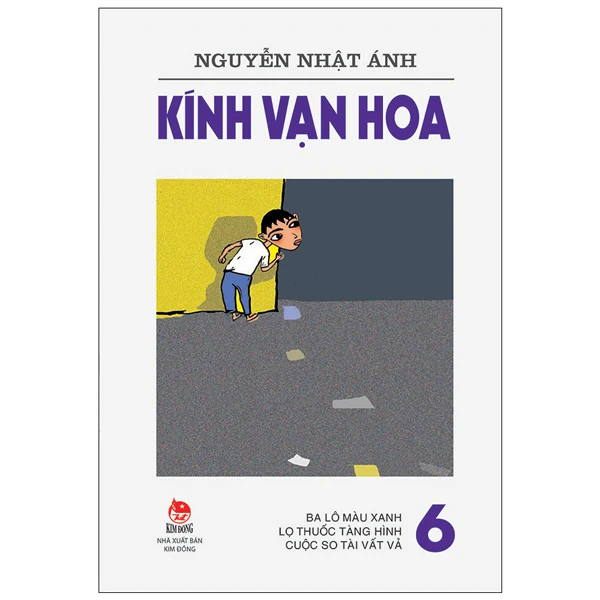 NGUYỄN NHẬT ÁNH
KÍNH VẠN HOA
BA LÔ MÀU XANH
LỌ THUỐC TÀNG HÌNH
CUỘC SO TÀI VẤT VẢ
6
KIM ĐỒNG
NHÀ XUẤT BẢN
KIM ĐỒNG